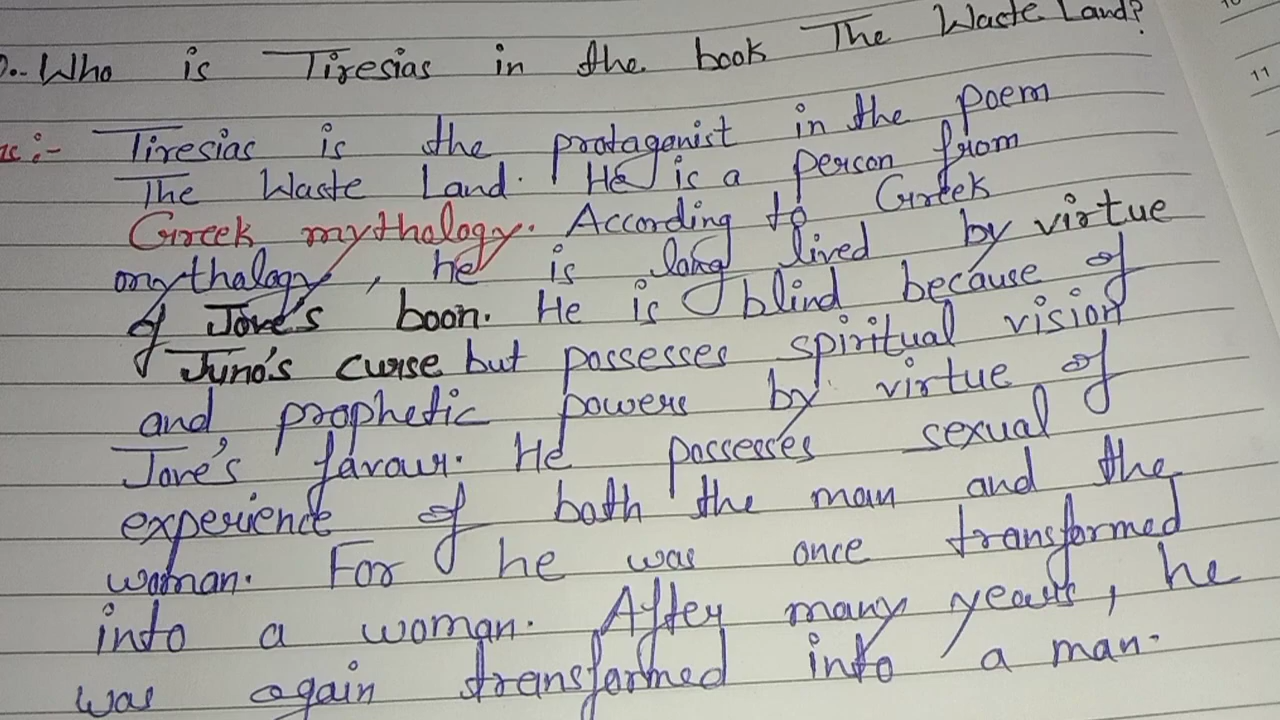 Who is Tiresias in the book The Waste Land?
:- Tiresias is the protagonist in the poem
The Waste Land. He is a person from
Greek mythology. According to Greek
mythology, he is long lived by virtue
of Jove's boon. He is blind because of
Juno's curse but possesses spiritual vision
and prophetic powers by virtue of
Jove's favour. He possesses sexual
experience of both the man and the
woman. For he was once transformed
into a woman. After many years, he
was again transformed into a man.
11